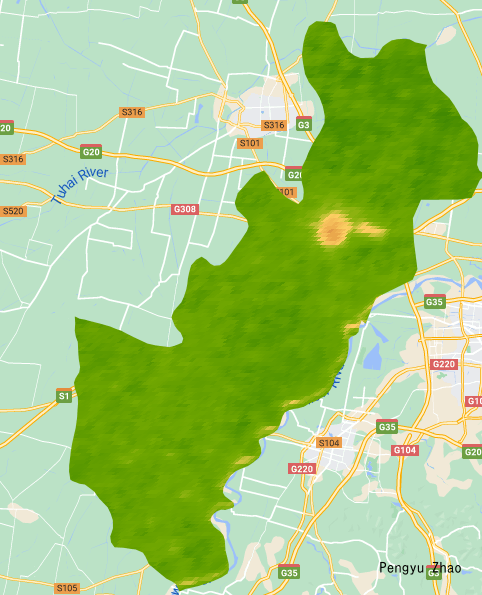 S316
20
S316
G3
G20
S101
S316
G20
Tuhai River
101
S520
G308
G35
G220
S1
G10
G35
S104
G104
G20
G220
Pengyu Zhao
G35
G3
S105